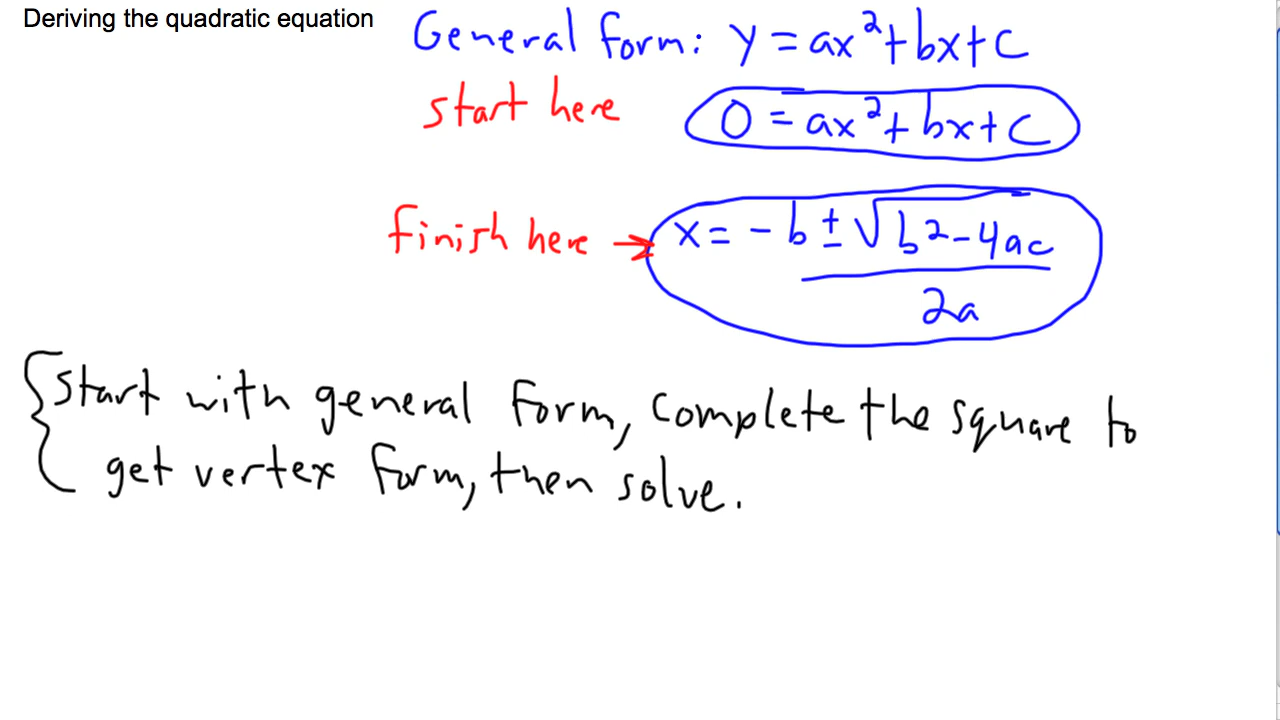 Deriving the quadratic equation
General form: y = ax²+bx+c
start here 0 = ax²+bx+c
finish here → x = -b ± √b²-4ac
2a
Start with general form, complete the square to
get vertex form, then solve.